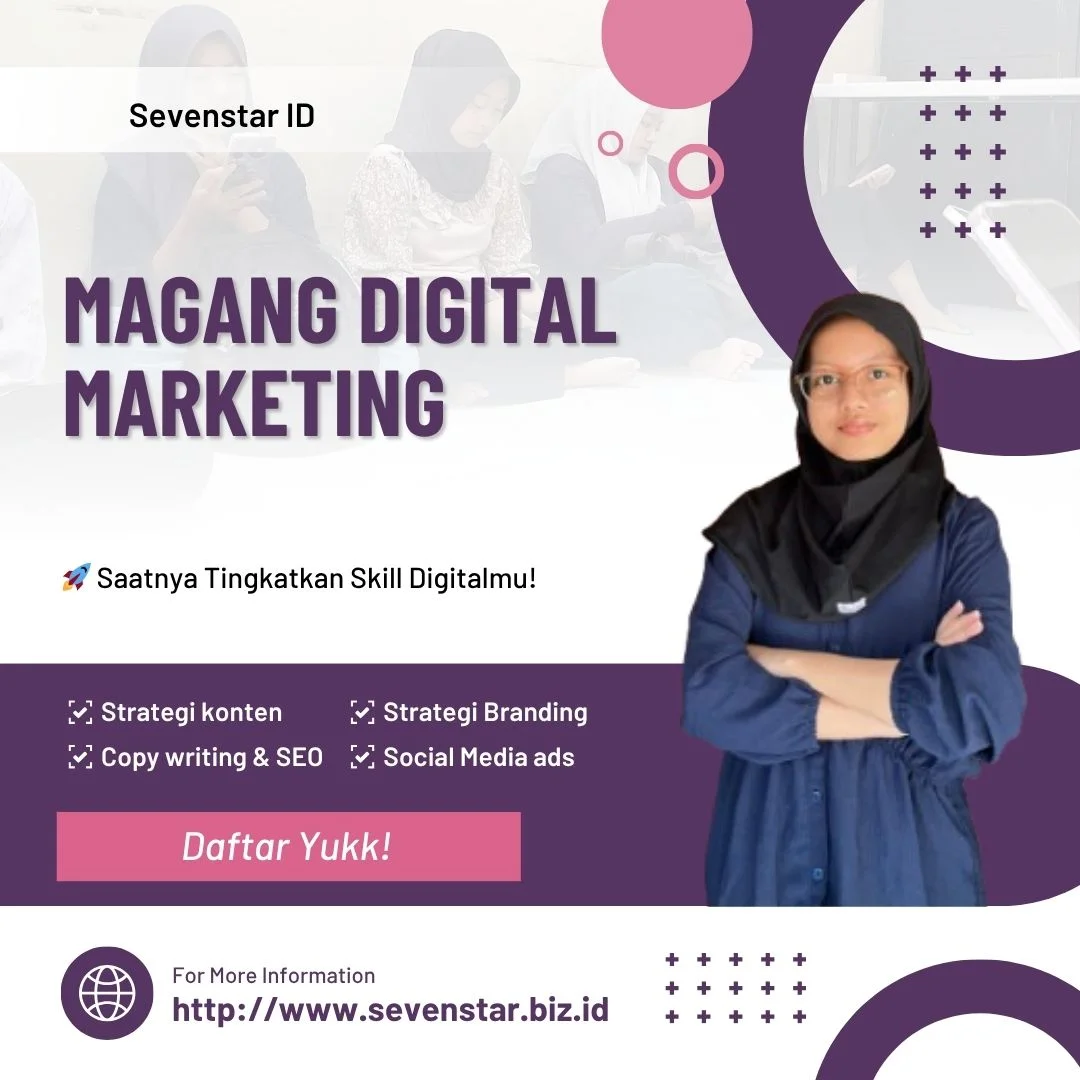 Sevenstar ID
MAGANG DIGITAL
MARKETING
🚀 Saatnya Tingkatkan Skill Digitalmu!
Strategi konten
Strategi Branding
Copy writing & SEO
Social Media ads
Daftar Yukk!
For More Information
http://www.sevenstar.biz.id